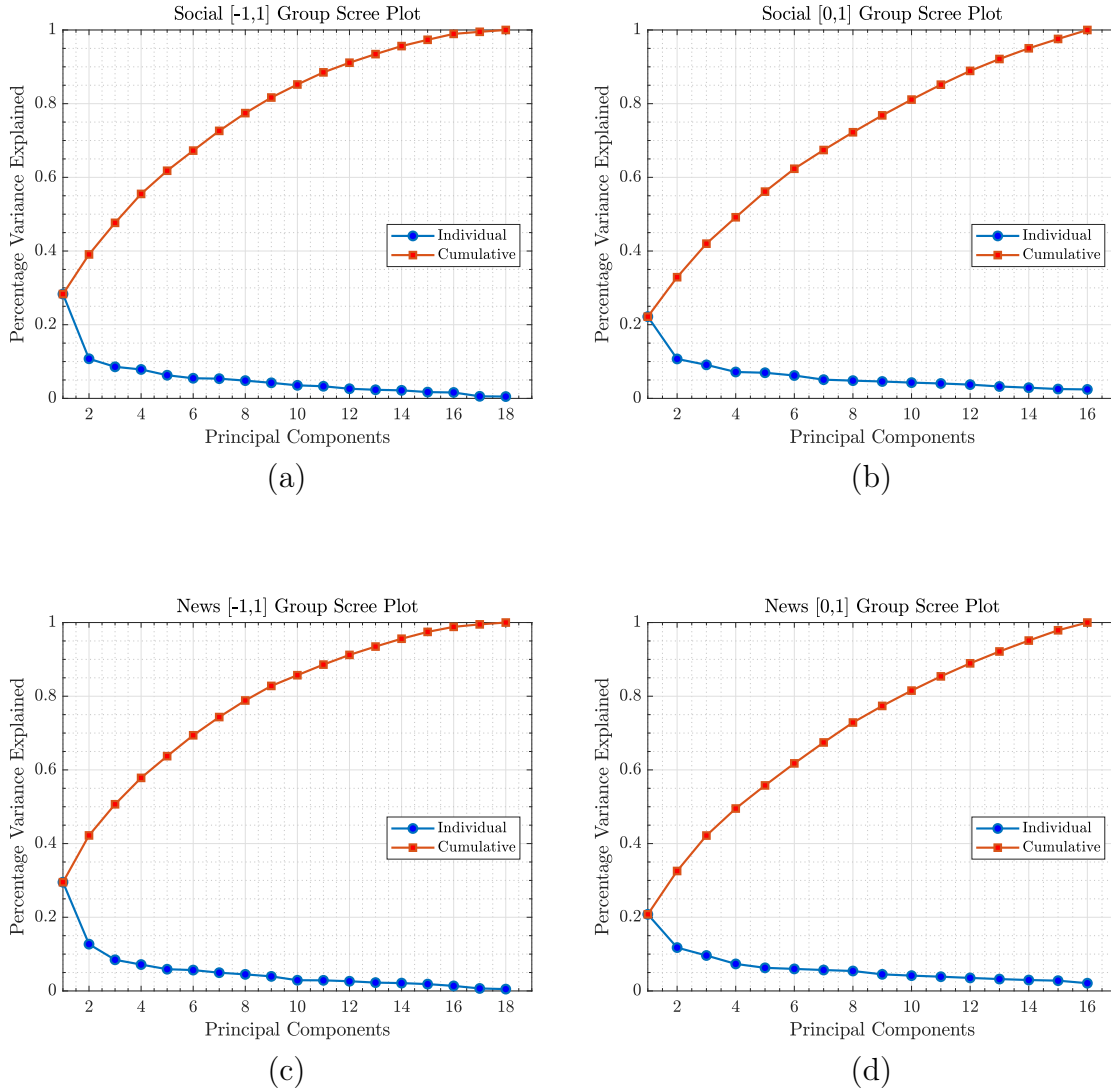 Social [-1,1] Group Scree Plot
Percentage Variance Explained
1
0.8
0.6
0.4
0.2
0
Individual
Cumulative
2 4 6 8 10 12 14 16 18
Principal Components
(a)
Social [0,1] Group Scree Plot
Percentage Variance Explained
1
0.8
0.6
0.4
0.2
0
Individual
Cumulative
2 4 6 8 10 12 14 16
Principal Components
(b)
News [-1,1] Group Scree Plot
Percentage Variance Explained
1
0.8
0.6
0.4
0.2
0
Individual
Cumulative
2 4 6 8 10 12 14 16 18
Principal Components
(c)
News [0,1] Group Scree Plot
Percentage Variance Explained
1
0.8
0.6
0.4
0.2
0
Individual
Cumulative
2 4 6 8 10 12 14 16
Principal Components
(d)